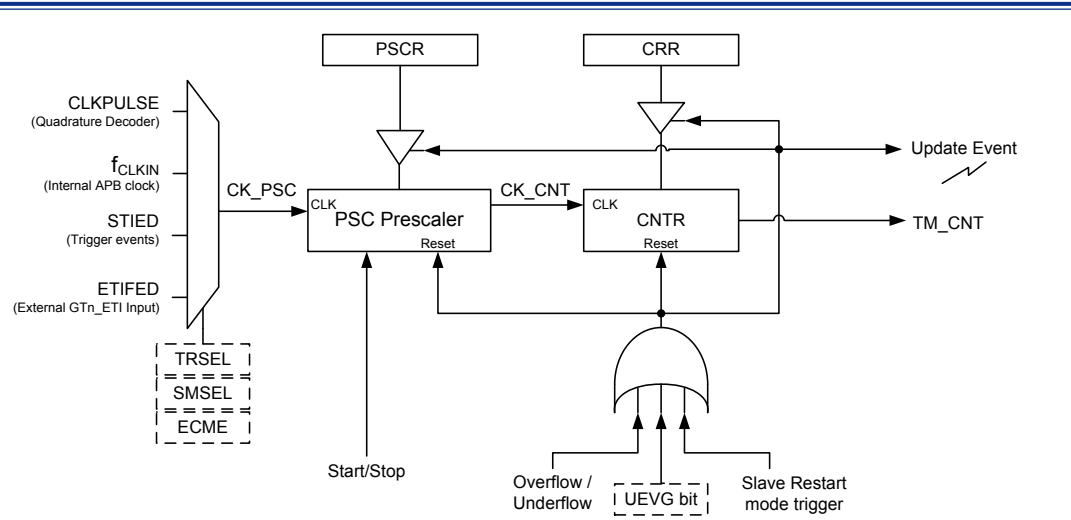 PSCR
CRR
CLKPULSE
(Quadrature Decoder)
fCLKIN
(Internal APB clock)
STIED
(Trigger events)
ETIFED
(External GTn_ETI Input)
TRSEL
SMSEL
ECME
CK_PSC
CLK
PSC Prescaler
Reset
CK_CNT
CLK
CNTR
Reset
Update Event
TM_CNT
Start/Stop
Overflow /
Underflow
UEVG bit
Slave Restart
mode trigger